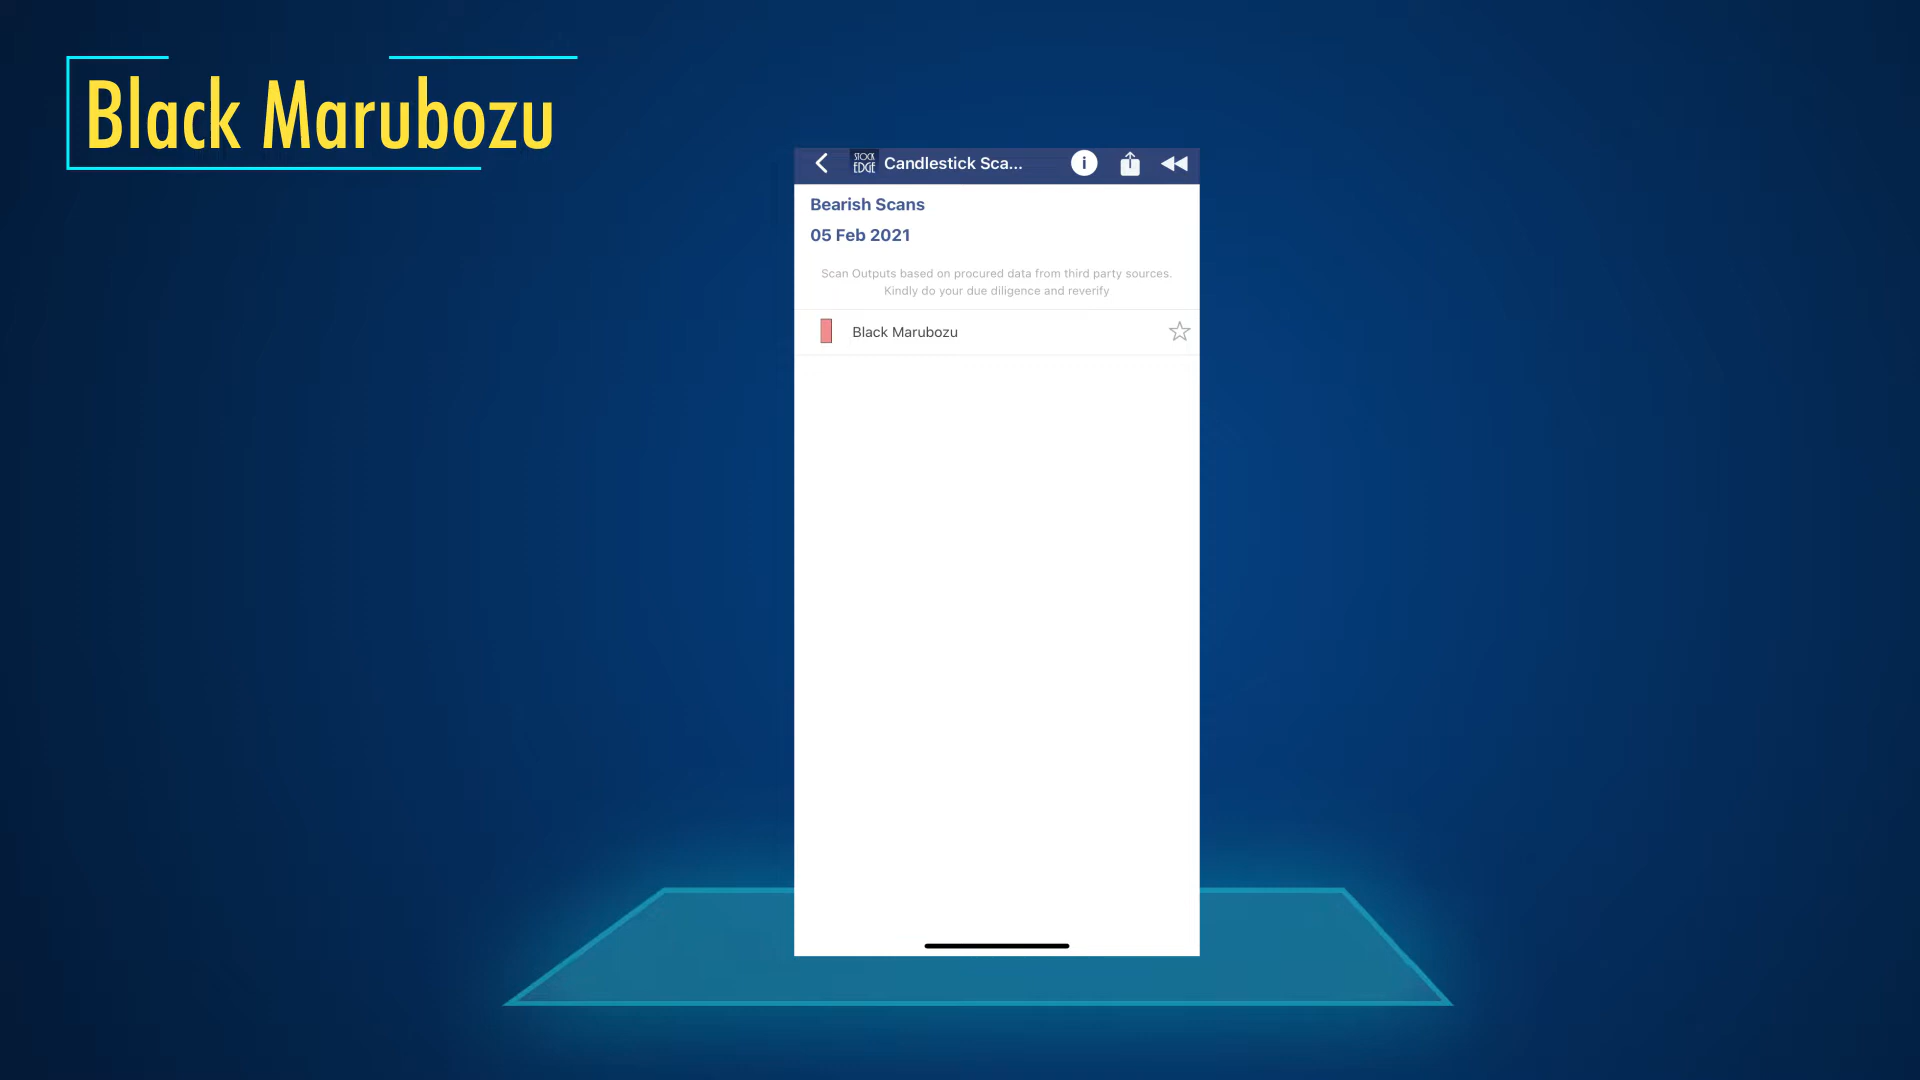 Black Marubozu
STOCK
EDGE
Candlestick Sca...
i
Bearish Scans
05 Feb 2021
Scan Outputs based on procured data from third party sources.
Kindly do your due diligence and reverify
Black Marubozu